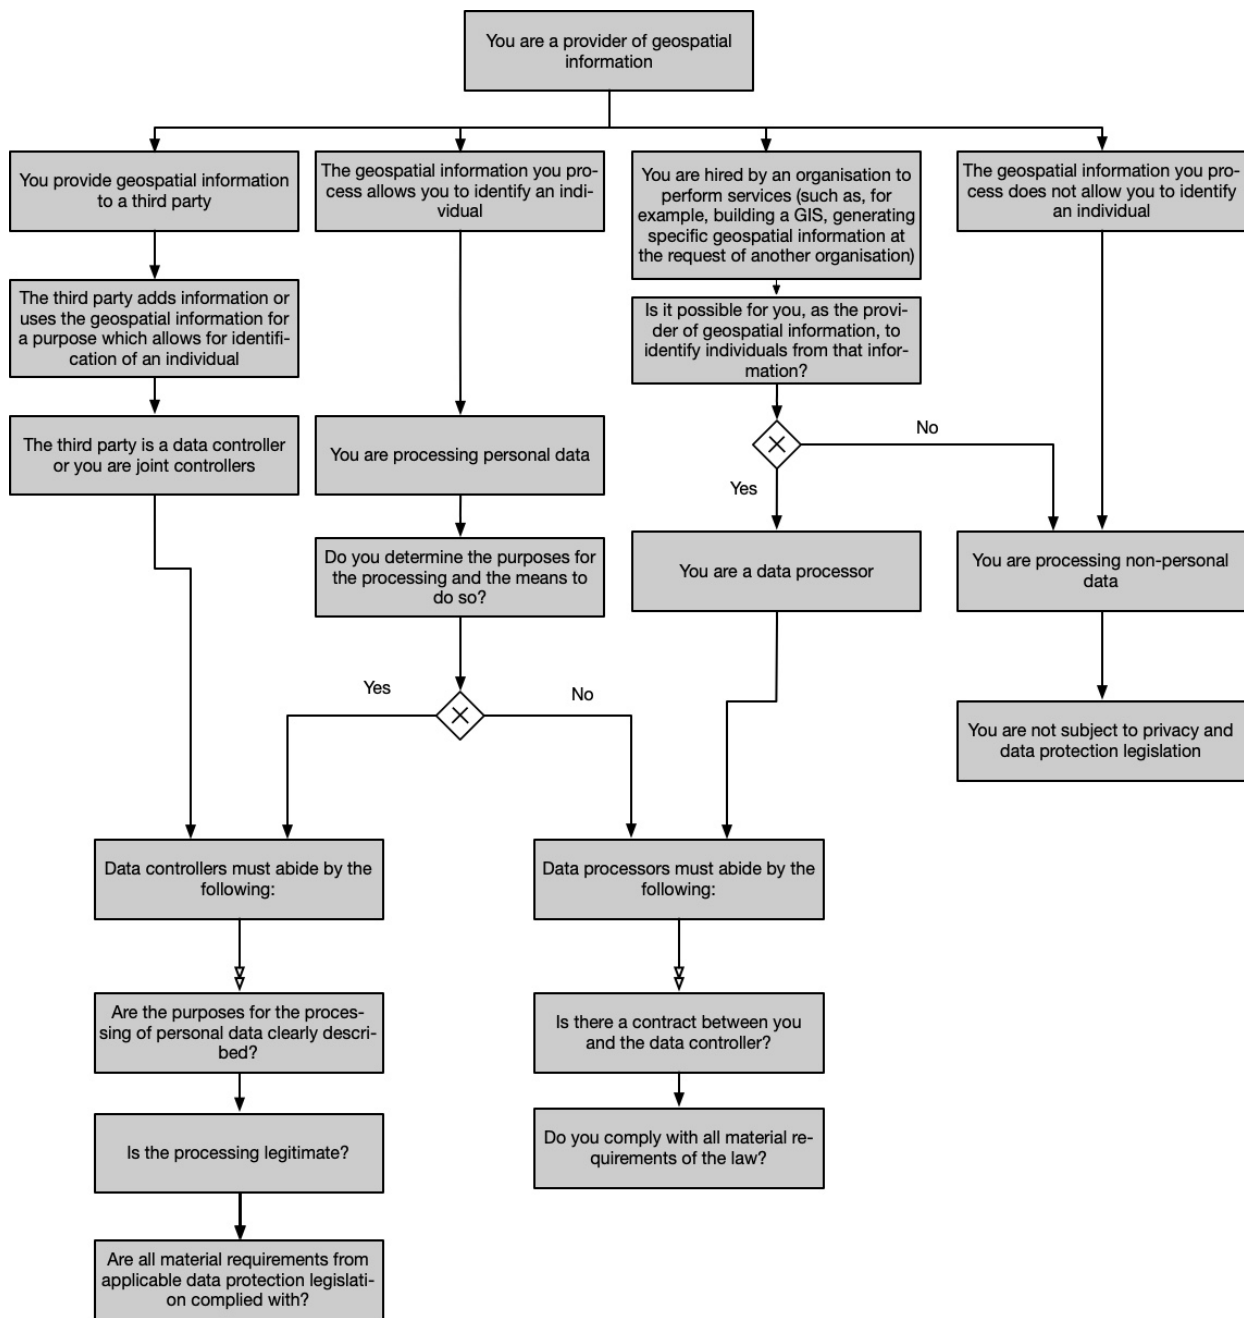 You are a provider of geospatial
information
You provide geospatial information
to a third party
The geospatial information you pro-
cess allows you to identify an indi-
vidual
You are hired by an organisation to
perform services (such as, for
example, building a GIS, generating
specific geospatial information at
the request of another organisation)
The geospatial information you pro-
cess does not allow you to identify
an individual
The third party adds information or
uses the geospatial information for
a purpose which allows for identifi-
cation of an individual
Is it possible for you, as the provi-
der of geospatial information, to
identify individuals from that infor-
mation?
The third party is a data controller
or you are joint controllers
You are processing personal data
No
Yes
Do you determine the purposes for
the processing and the means to
do so?
You are a data processor
You are processing non-personal
data
Yes
No
You are not subject to privacy and
data protection legislation
Data controllers must abide by the
following:
Data processors must abide by the
following:
Are the purposes for the proces-
sing of personal data clearly descri-
bed?
Is there a contract between you
and the data controller?
Is the processing legitimate?
Do you comply with all material re-
quirements of the law?
Are all material requirements from
applicable data protection legislati-
on complied with?